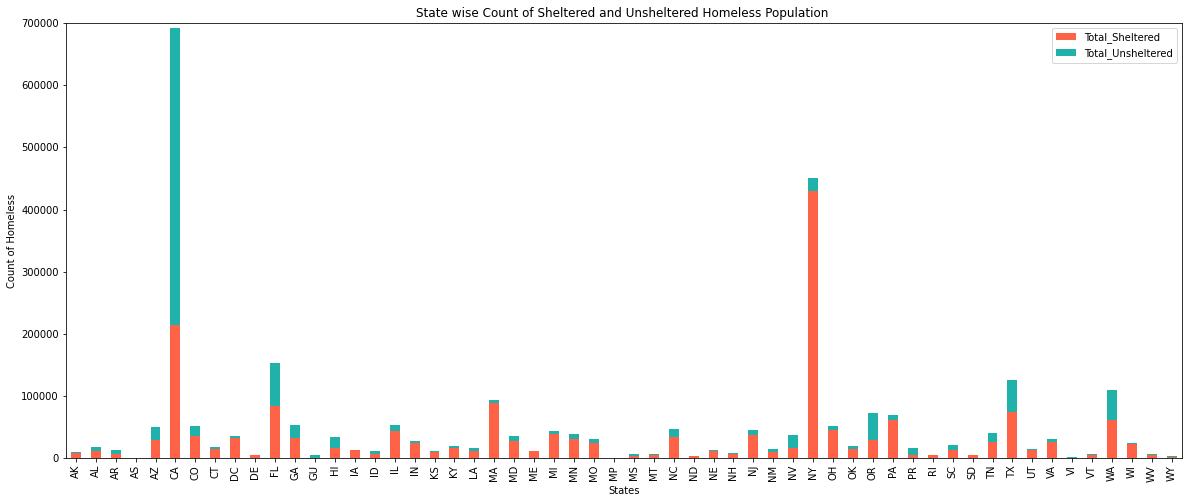 State wise Count of Sheltered and Unsheltered Homeless Population
700000
600000
500000
400000
300000
200000
100000
0
Count of Homeless
Total_Sheltered
Total_Unsheltered
AK AL AR AS AZ CA CO CT DC DE FL GA GU HI IA ID IL IN KS KY LA MA MD ME MI MN MO MP MS MT NC ND NE NH NJ NM NV NY OH OK OR PA PR RI SC SD TN TX UT VA VI VT WA WI WV WY
States